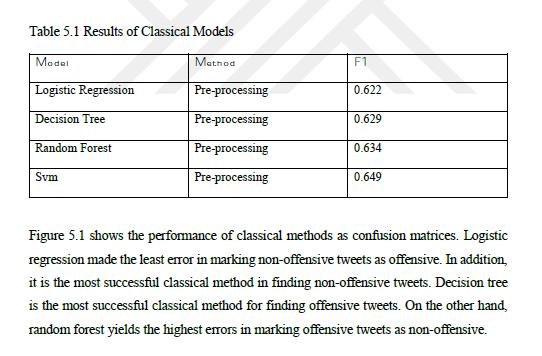 Table 5.1 Results of Classical Models
Model Method F1
Logistic Regression Pre-processing 0.622
Decision Tree Pre-processing 0.629
Random Forest Pre-processing 0.634
Svm Pre-processing 0.649
Figure 5.1 shows the performance of classical methods as confusion matrices. Logistic
regression made the least error in marking non-offensive tweets as offensive. In addition,
it is the most successful classical method in finding non-offensive tweets. Decision tree
is the most successful classical method for finding offensive tweets. On the other hand,
random forest yields the highest errors in marking offensive tweets as non-offensive.